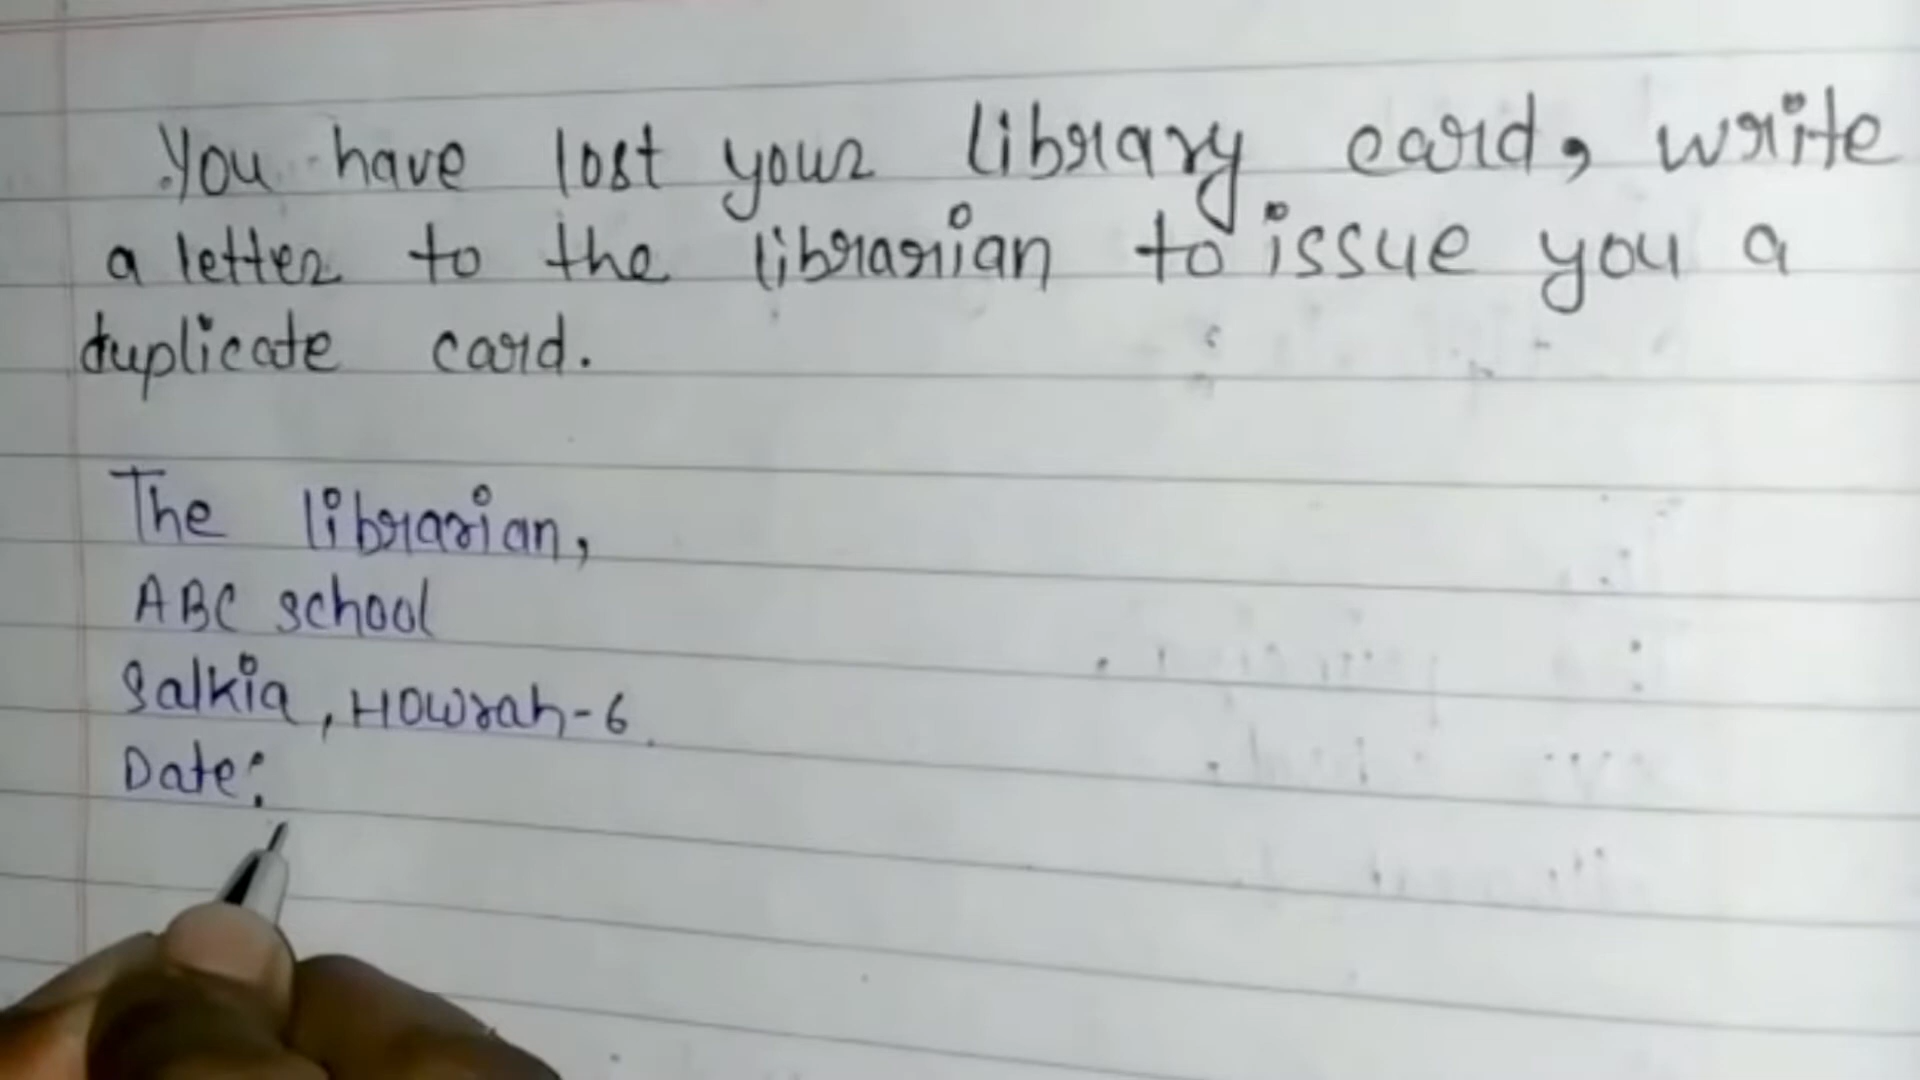 You have lost your library card, write
a letter to the librarian to issue you a
duplicate card.
The librarian,
ABC school
Salkia, Howrah-6.
Date: